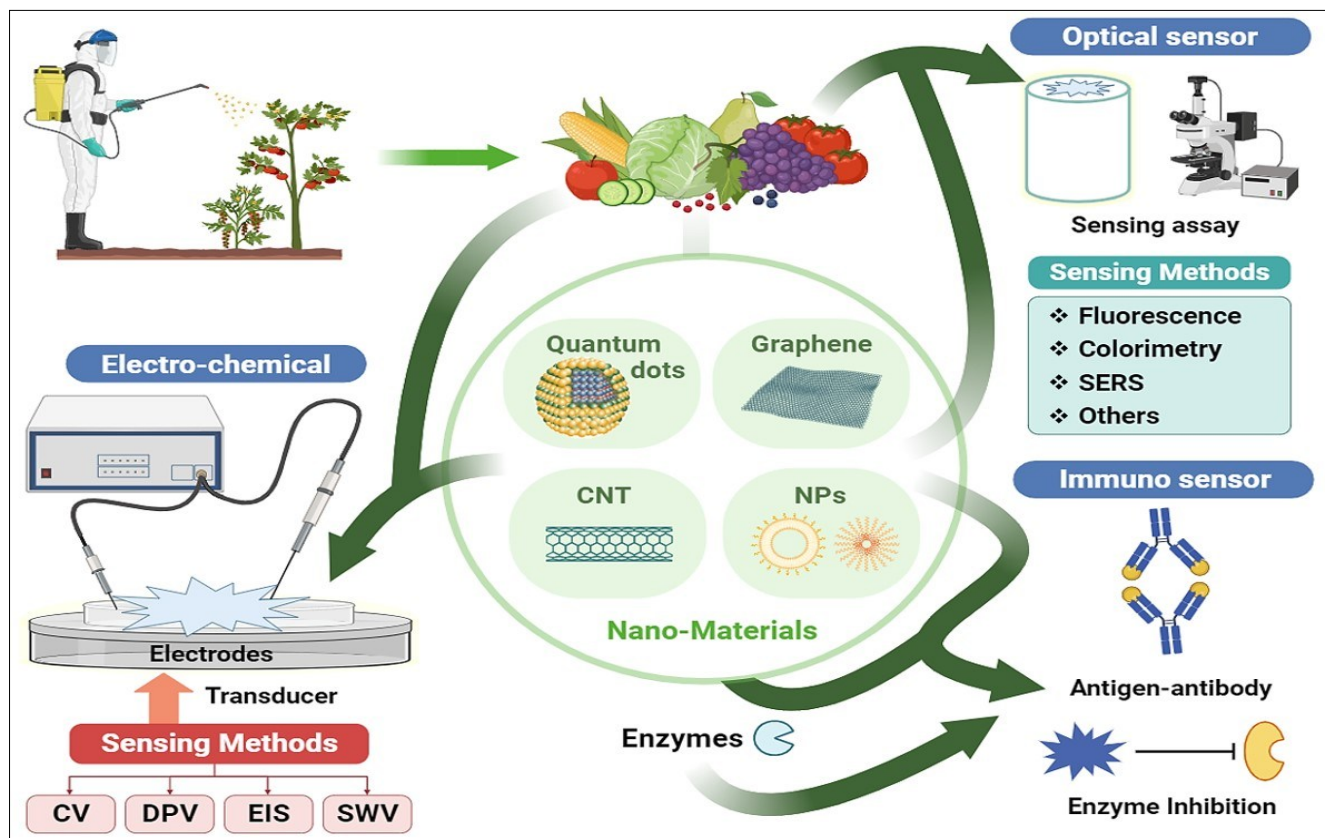 Optical sensor
Sensing assay
Sensing Methods
❖ Fluorescence
❖ Colorimetry
❖ SERS
❖ Others
Electro-chemical
Electrodes
Transducer
Sensing Methods
CV
DPV
EIS
SWV
Quantum
dots
Graphene
CNT
NPs
Nano-Materials
Enzymes
Immuno sensor
Antigen-antibody
Enzyme Inhibition